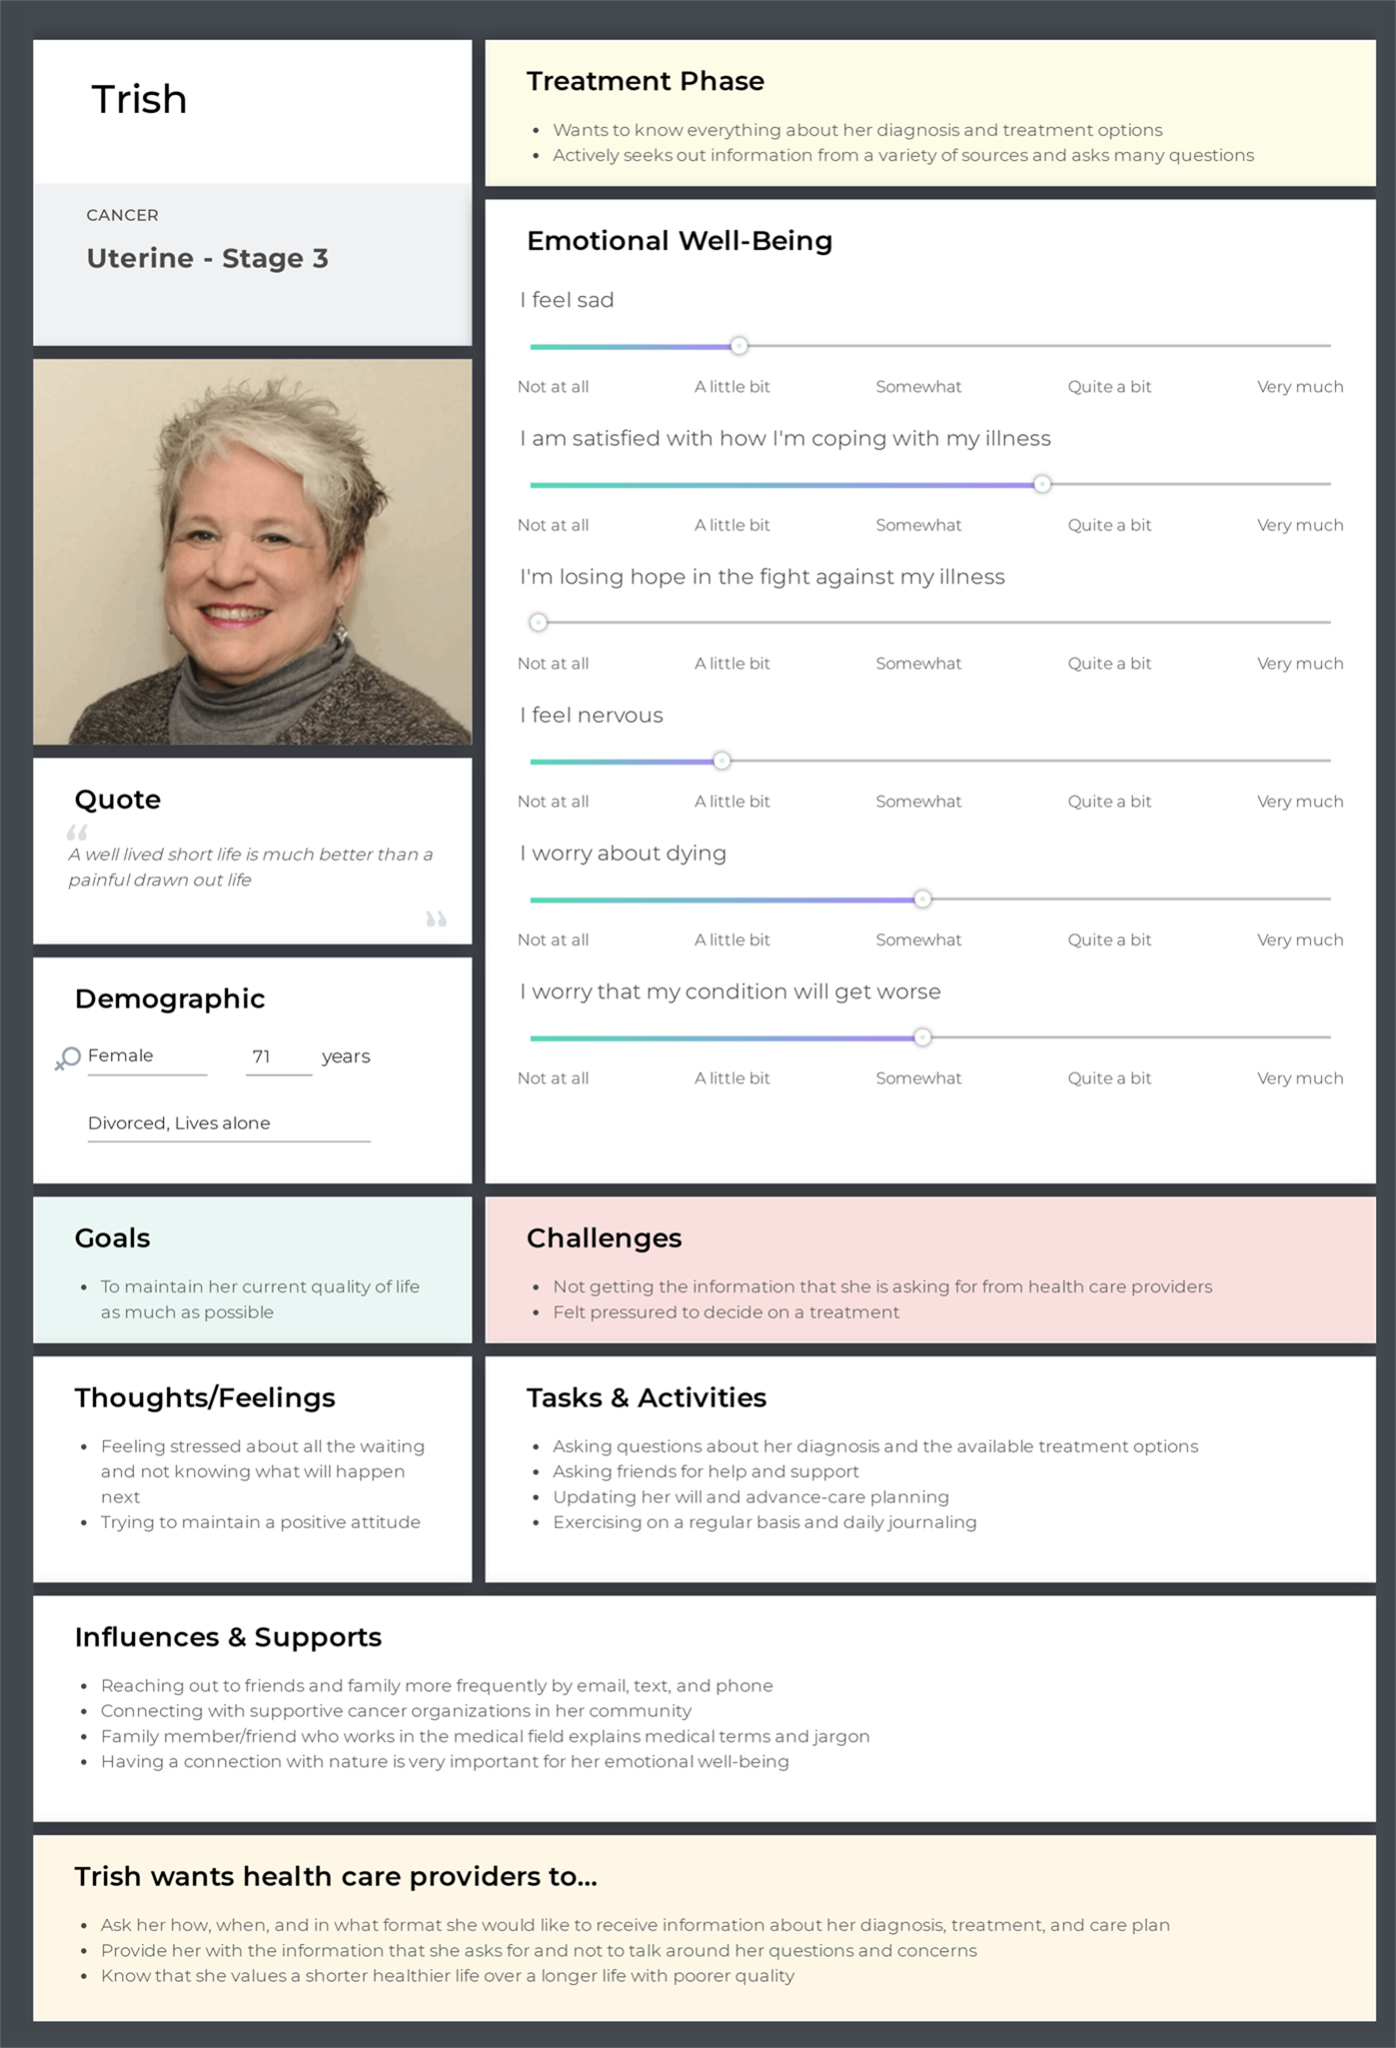 Trish
CANCER
Uterine - Stage 3
Quote
“
A well lived short life is much better than a
painful drawn out life
”
Demographic
Female 71 years
Divorced, Lives alone
Treatment Phase
• Wants to know everything about her diagnosis and treatment options
• Actively seeks out information from a variety of sources and asks many questions
Emotional Well-Being
I feel sad
Not at all A little bit Somewhat Quite a bit Very much
I am satisfied with how I'm coping with my illness
Not at all A little bit Somewhat Quite a bit Very much
I'm losing hope in the fight against my illness
Not at all A little bit Somewhat Quite a bit Very much
I feel nervous
Not at all A little bit Somewhat Quite a bit Very much
I worry about dying
Not at all A little bit Somewhat Quite a bit Very much
I worry that my condition will get worse
Not at all A little bit Somewhat Quite a bit Very much
Goals
• To maintain her current quality of life
as much as possible
Challenges
• Not getting the information that she is asking for from health care providers
• Felt pressured to decide on a treatment
Thoughts/Feelings
• Feeling stressed about all the waiting
and not knowing what will happen
next
• Trying to maintain a positive attitude
Tasks & Activities
• Asking questions about her diagnosis and the available treatment options
• Asking friends for help and support
• Updating her will and advance-care planning
• Exercising on a regular basis and daily journaling
Influences & Supports
• Reaching out to friends and family more frequently by email, text, and phone
• Connecting with supportive cancer organizations in her community
• Family member/friend who works in the medical field explains medical terms and jargon
• Having a connection with nature is very important for her emotional well-being
Trish wants health care providers to...
• Ask her how, when, and in what format she would like to receive information about her diagnosis, treatment, and care plan
• Provide her with the information that she asks for and not to talk around her questions and concerns
• Know that she values a shorter healthier life over a longer life with poorer quality